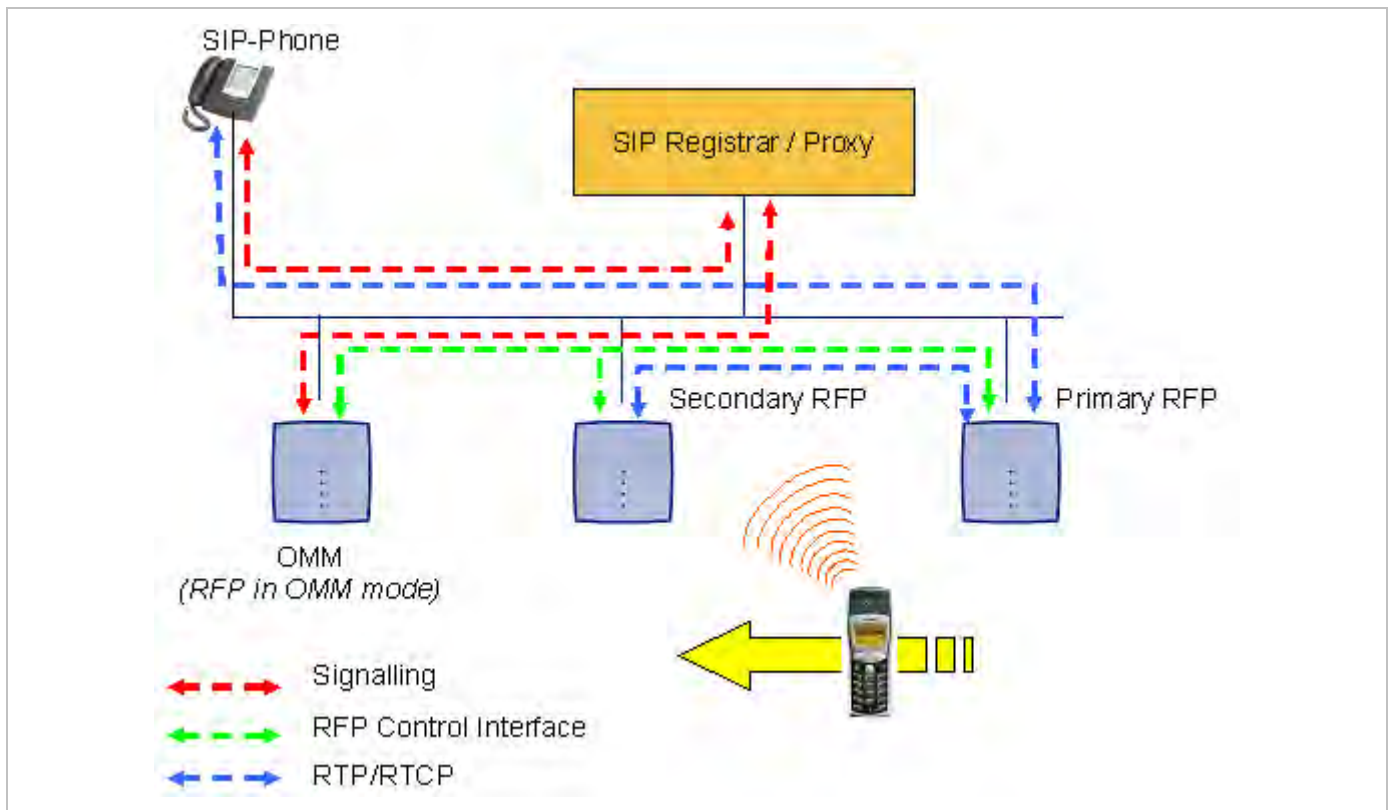 SIP-Phone
SIP Registrar / Proxy
Secondary RFP
Primary RFP
OMM
(RFP in OMM mode)
Signalling
RFP Control Interface
RTP/RTCP